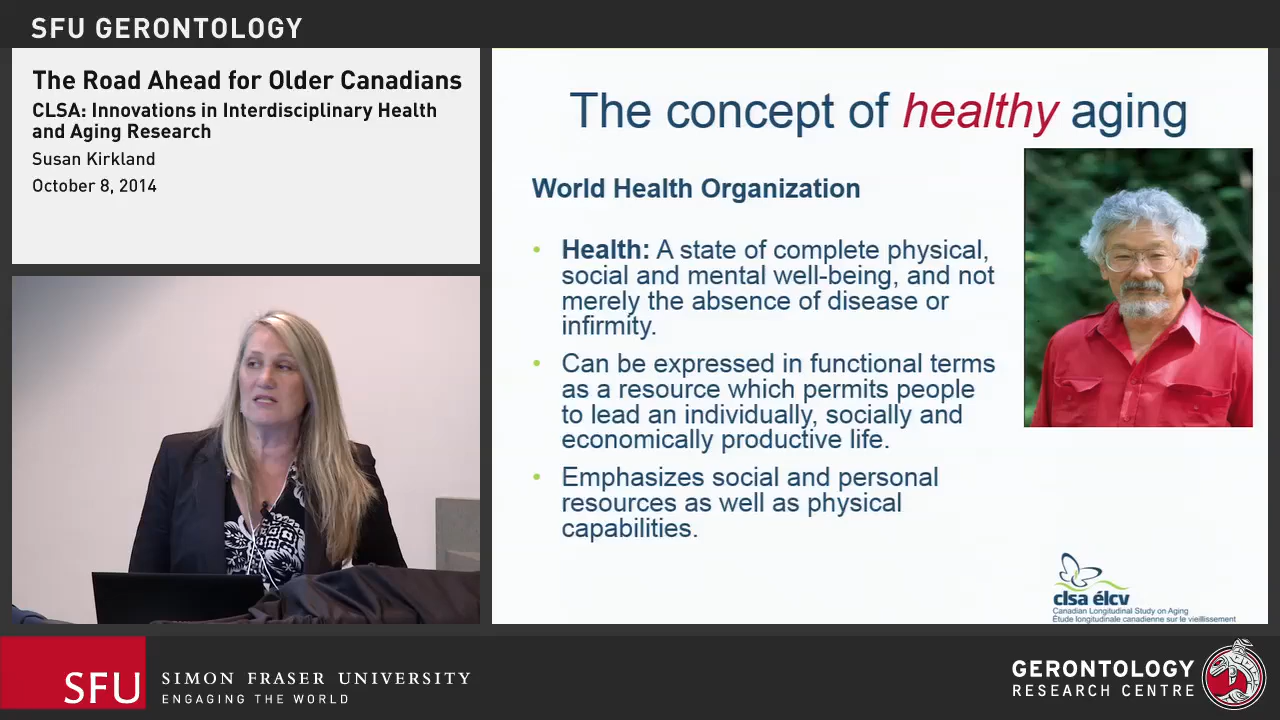 SFU GERONTOLOGY
The Road Ahead for Older Canadians
CLSA: Innovations in Interdisciplinary Health
and Aging Research
Susan Kirkland
October 8, 2014
The concept of healthy aging
World Health Organization
• Health: A state of complete physical,
social and mental well-being, and not
merely the absence of disease or
infirmity.
• Can be expressed in functional terms
as a resource which permits people
to lead an individually, socially and
economically productive life.
• Emphasizes social and personal
resources as well as physical
capabilities.
clsa élcv
Canadian Longitudinal Study on Aging
Étude longitudinale canadienne sur le vieillissement
SFU
SIMON FRASER UNIVERSITY
ENGAGING THE WORLD
GERONTOLOGY
RESEARCH CENTRE